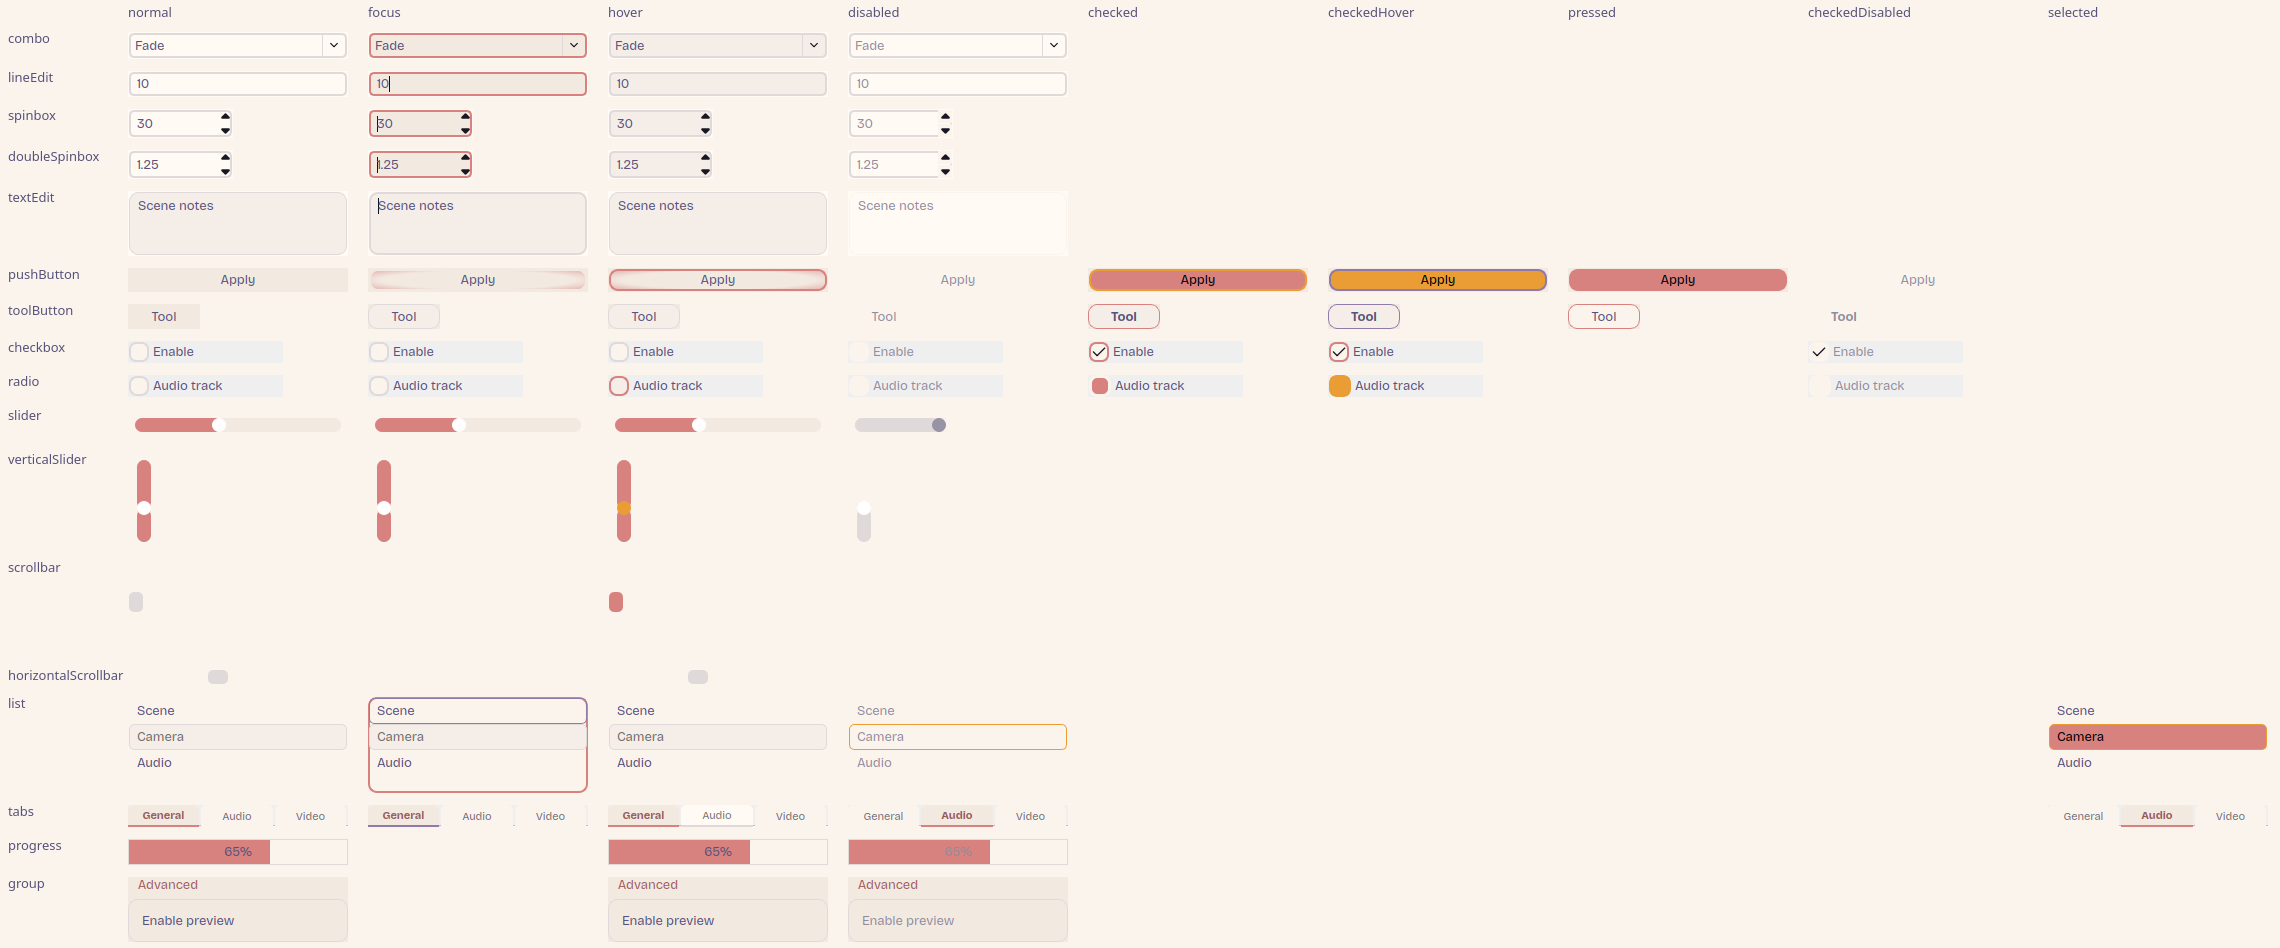 normal focus hover disabled checked checkedHover pressed checkedDisabled selected
combo Fade Fade Fade Fade
lineEdit 10 10 10 10
spinbox 30 30 30 30
doubleSpinbox 1.25 1.25 1.25 1.25
textEdit Scene notes Scene notes Scene notes Scene notes
pushButton Apply Apply Apply Apply Apply Apply Apply Apply
toolButton Tool Tool Tool Tool Tool Tool Tool Tool
checkbox Enable Enable Enable Enable Enable Enable Enable
radio Audio track Audio track Audio track Audio track Audio track Audio track Audio track
slider
verticalSlider
scrollbar
horizontalScrollbar
list Scene Scene Scene Scene Scene
Camera Camera Camera Camera Camera
Audio Audio Audio Audio Audio
tabs General Audio Video General Audio Video General Audio Video General Audio Video General Audio Video
progress 65% 65% 65%
group Advanced Advanced Advanced
Enable preview Enable preview Enable preview